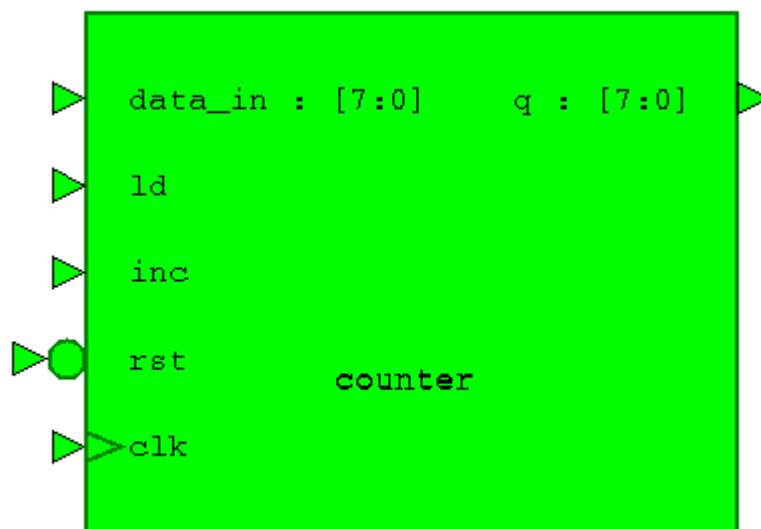 data_in : [7:0] q : [7:0]
ld
inc
rst
counter
clk